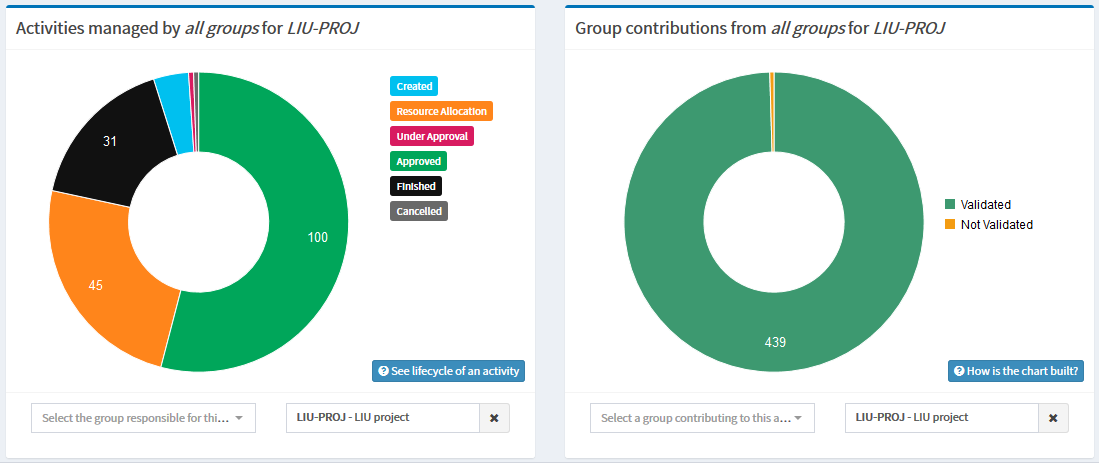 Activities managed by all groups for LIU-PROJ
100
45
31
Created
Resource Allocation
Under Approval
Approved
Finished
Cancelled
See lifecycle of an activity
Select the group responsible for thi...
LIU-PROJ - LIU project
Group contributions from all groups for LIU-PROJ
439
Validated
Not Validated
How is the chart built?
Select a group contributing to this a...
LIU-PROJ - LIU project